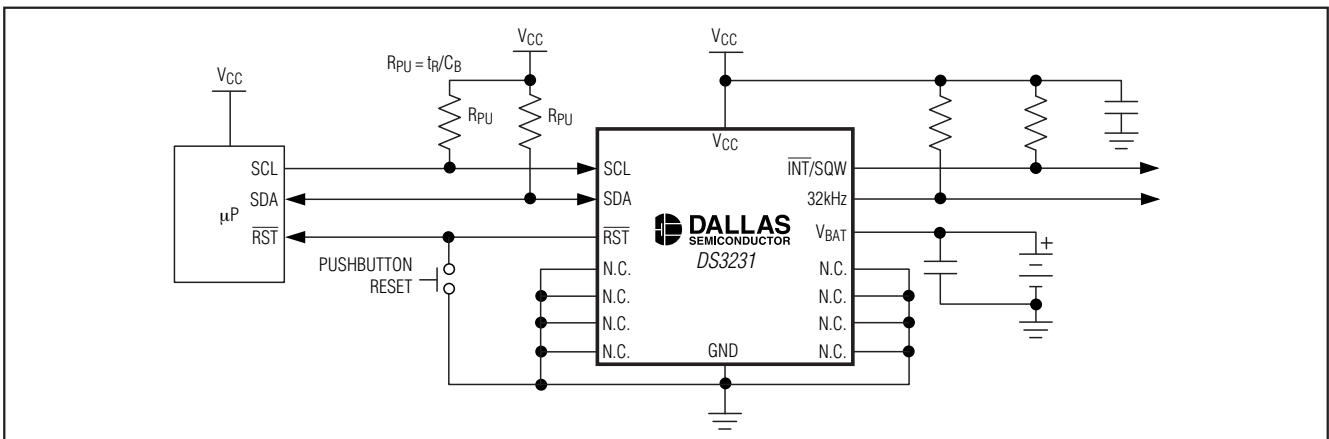 VCC
VCC
VCC
RPU = tR/CB
RPU
RPU
VCC
SCL
SCL
INT/SQW
SDA
SDA
32kHz
µP
RST
RST
VBAT
+
DALLAS
SEMICONDUCTOR
DS3231
PUSHBUTTON
RESET
N.C.
N.C.
N.C.
N.C.
N.C.
N.C.
N.C.
N.C.
GND